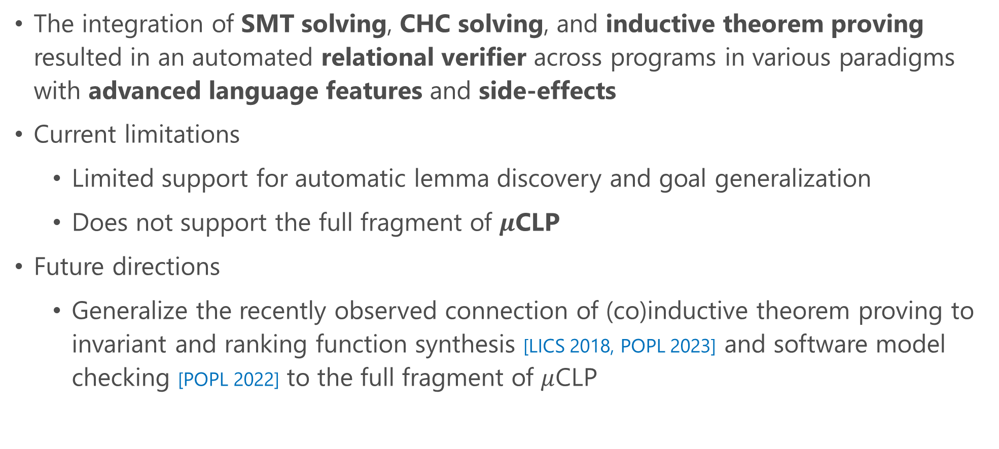 • The integration of SMT solving, CHC solving, and inductive theorem proving
resulted in an automated relational verifier across programs in various paradigms
with advanced language features and side-effects
• Current limitations
• Limited support for automatic lemma discovery and goal generalization
• Does not support the full fragment of 𝝁CLP
• Future directions
• Generalize the recently observed connection of (co)inductive theorem proving to
invariant and ranking function synthesis [LICS 2018, POPL 2023] and software model
checking [POPL 2022] to the full fragment of 𝜇CLP